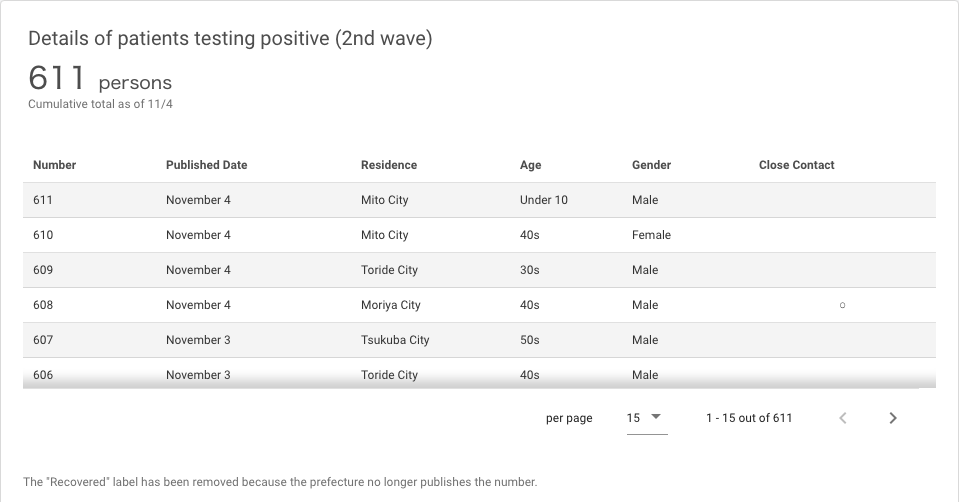 Details of patients testing positive (2nd wave)
611 persons
Cumulative total as of 11/4
Number Published Date Residence Age Gender Close Contact
611 November 4 Mito City Under 10 Male
610 November 4 Mito City 40s Female
609 November 4 Toride City 30s Male
608 November 4 Moriya City 40s Male ○
607 November 3 Tsukuba City 50s Male
606 November 3 Toride City 40s Male
per page 15 1 - 15 out of 611
The "Recovered" label has been removed because the prefecture no longer publishes the number.